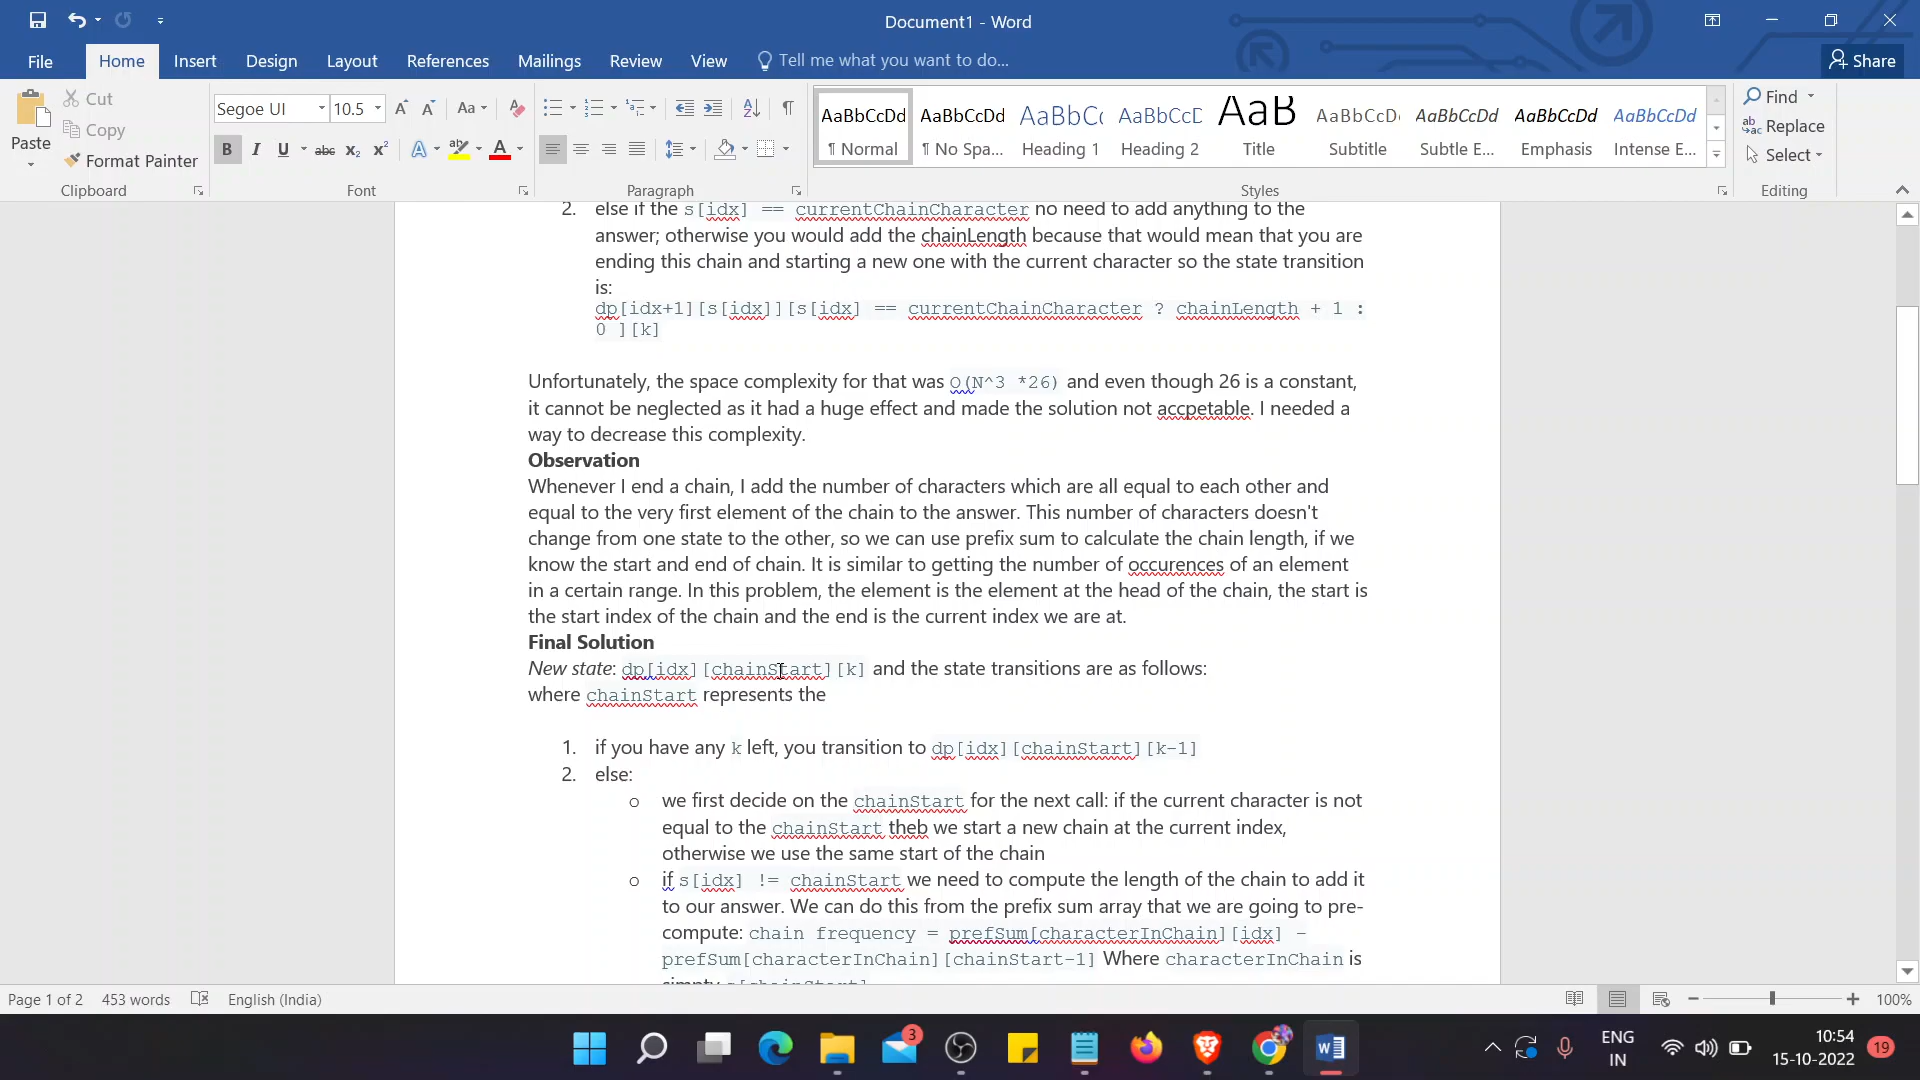 Document1 - Word
Share
File Home Insert Design Layout References Mailings Review View Tell me what you want to do...
Paste
Cut
Copy
Format Painter
Clipboard
Segoe UI 10.5
Aa
B I U abc x₂ x² A A
Font
Paragraph
AaBbCcDd AaBbCcDd AaBbCc AaBbCcD AaB AaBbCcD AaBbCcDd AaBbCcDd AaBbCcDd
¶ Normal ¶ No Spa... Heading 1 Heading 2 Title Subtitle Subtle E... Emphasis Intense E...
Styles
Find
Replace
Select
Editing
2. else if the s[idx] == currentChainCharacter no need to add anything to the
answer; otherwise you would add the chainLength because that would mean that you are
ending this chain and starting a new one with the current character so the state transition
is:
dp[idx+1][s[idx]][s[idx] == currentChainCharacter ? chainLength + 1 :
0 ][k]
Unfortunately, the space complexity for that was O(N^3 *26) and even though 26 is a constant,
it cannot be neglected as it had a huge effect and made the solution not accpetable. I needed a
way to decrease this complexity.
Observation
Whenever I end a chain, I add the number of characters which are all equal to each other and
equal to the very first element of the chain to the answer. This number of characters doesn't
change from one state to the other, so we can use prefix sum to calculate the chain length, if we
know the start and end of chain. It is similar to getting the number of occurences of an element
in a certain range. In this problem, the element is the element at the head of the chain, the start is
the start index of the chain and the end is the current index we are at.
Final Solution
New state: dp[idx][chainStart][k] and the state transitions are as follows:
where chainStart represents the
1. if you have any k left, you transition to dp[idx][chainStart][k-1]
2. else:
o we first decide on the chainStart for the next call: if the current character is not
equal to the chainStart theb we start a new chain at the current index,
otherwise we use the same start of the chain
o if s[idx] != chainStart we need to compute the length of the chain to add it
to our answer. We can do this from the prefix sum array that we are going to pre-
compute: chain frequency = prefSum[characterInChain][idx] -
prefSum[characterInChain][chainStart-1] Where characterInChain is
simpty s[chainStart]
Page 1 of 2 453 words English (India) 100%
3
ENG
IN
10:54
15-10-2022
19